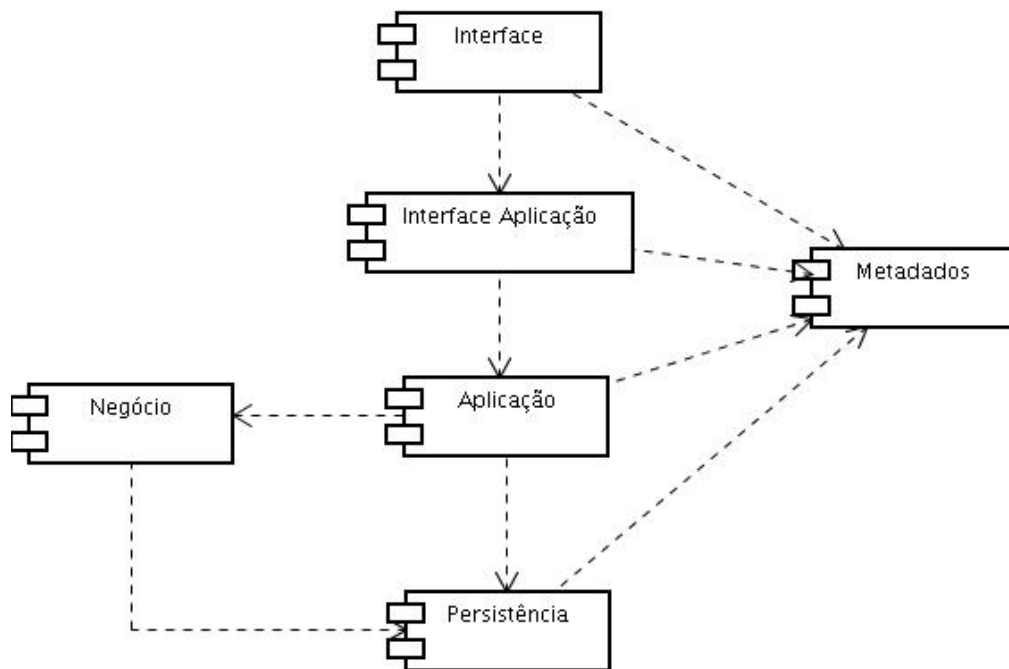 Interface
Interface Aplicação
Metadados
Negócio
Aplicação
Persistência